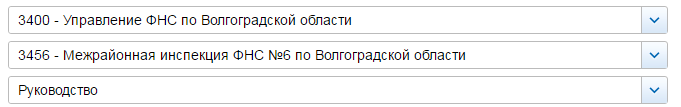 3400 - Управление ФНС по Волгоградской области
3456 - Межрайонная инспекция ФНС №6 по Волгоградской области
Руководство